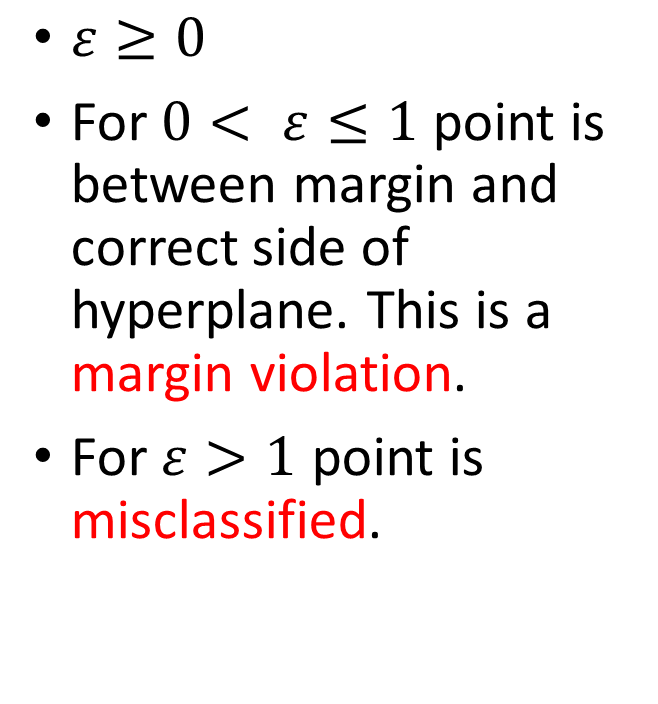 • ε ≥ 0
• For 0 < ε ≤ 1 point is
between margin and
correct side of
hyperplane. This is a
margin violation.
• For ε > 1 point is
misclassified.